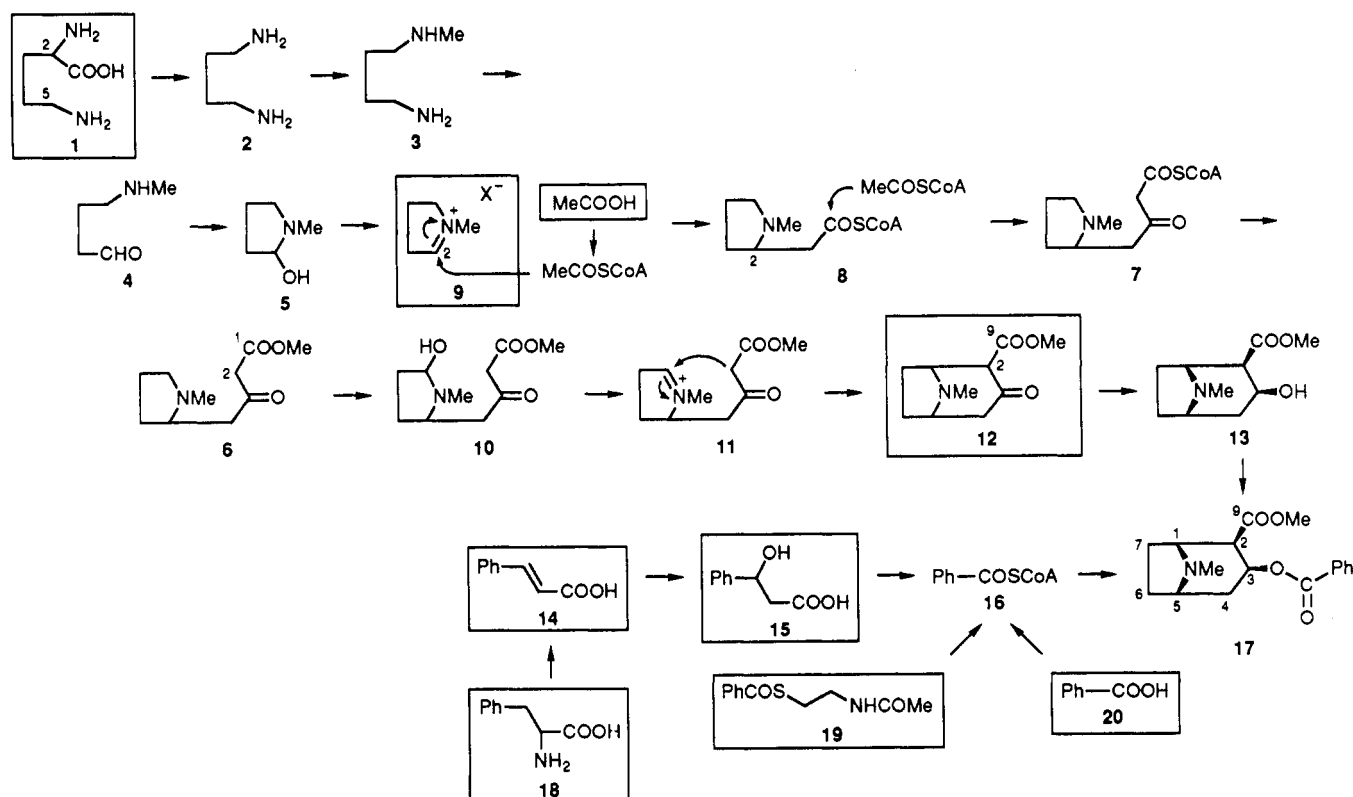 NH2
2
COOH
5
NH2
1
NH2
NH2
2
NHMe
NH2
3
NHMe
CHO
4
NMe
OH
5
X−
+
NMe
2
9
MeCOOH
MeCOSCoA
NMe
2
COSCoA
MeCOSCoA
8
COSCoA
NMe
O
7
1
COOMe
2
NMe
O
6
HO
COOMe
NMe
O
10
COOMe
+
NMe
O
11
9
COOMe
2
NMe
O
12
COOMe
NMe
OH
13
Ph
COOH
14
OH
Ph
COOH
15
Ph−COSCoA
16
9
COOMe
1
2
7
NMe
3
O
Ph
6
5
4
O
17
Ph
COOH
NH2
18
PhCOS
NHCOMe
19
Ph−COOH
20